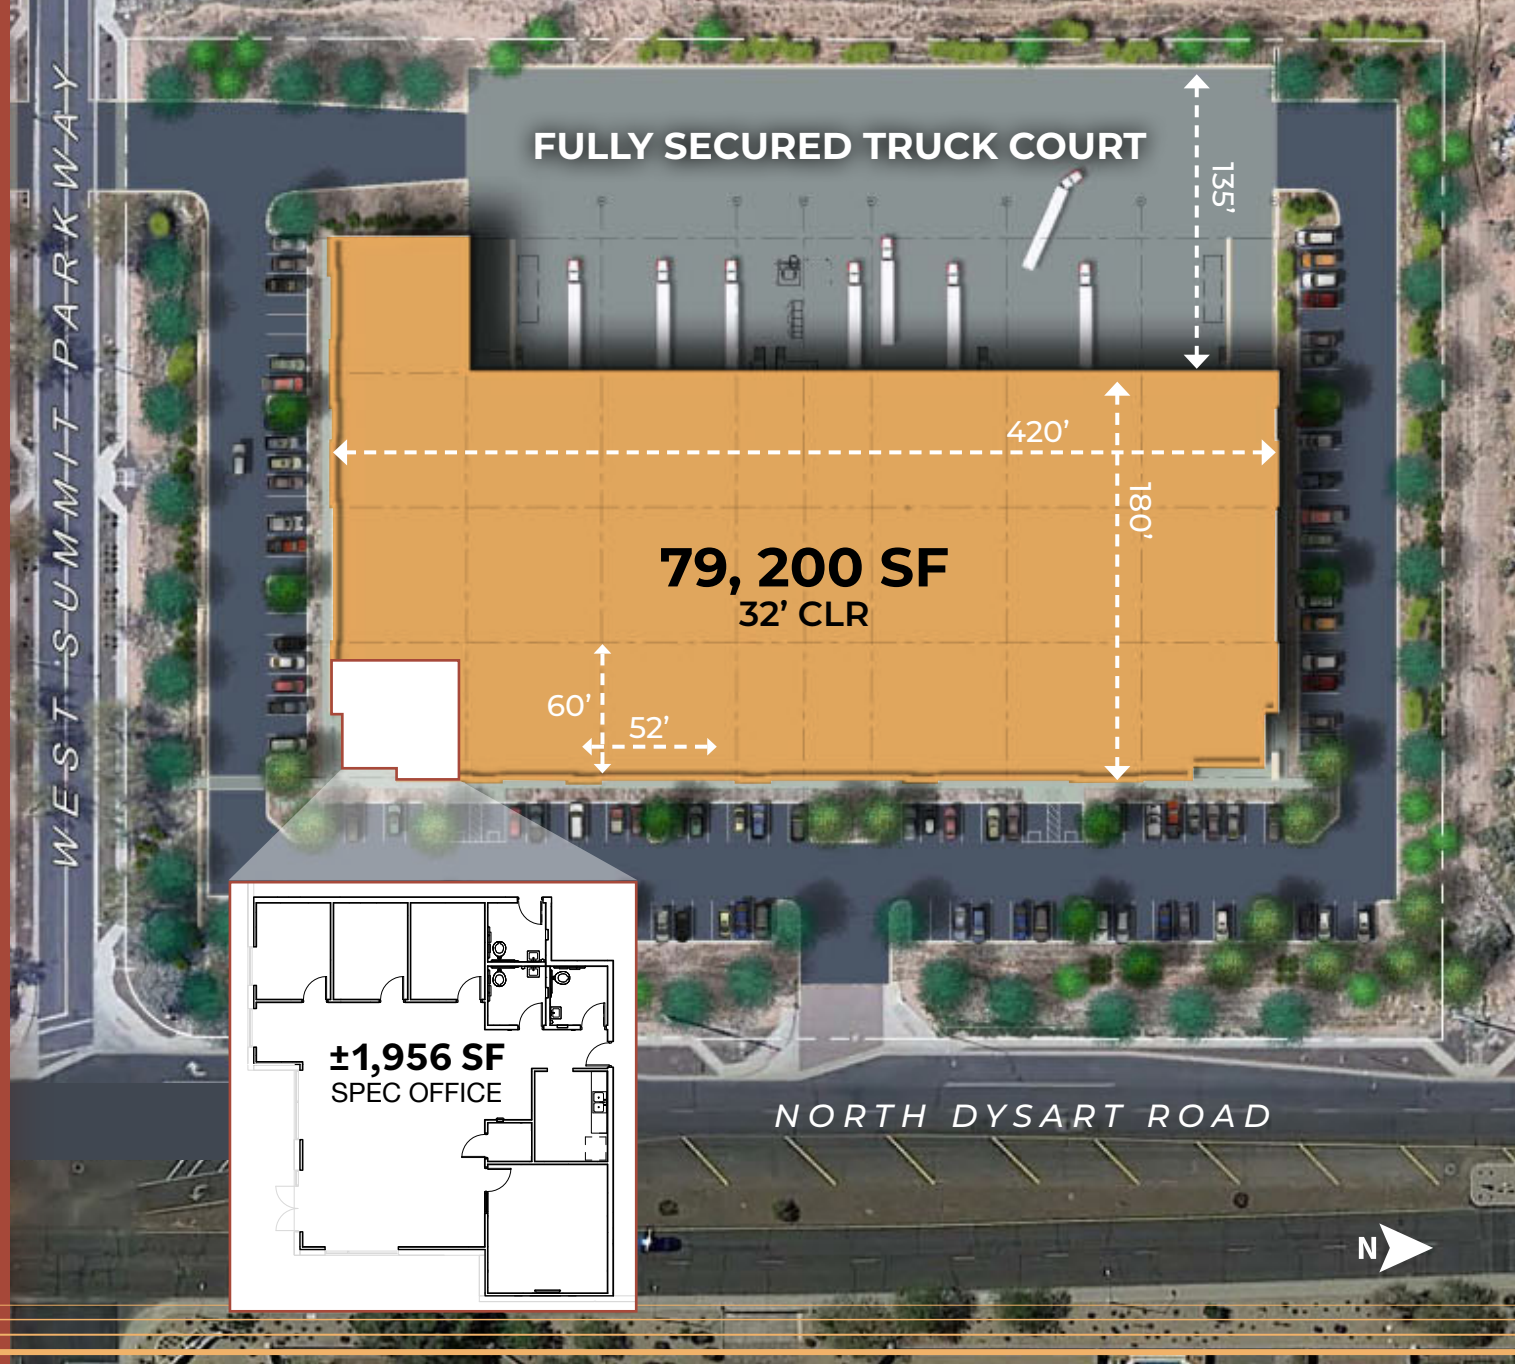 WEST SUMMIT PARKWAY
FULLY SECURED TRUCK COURT
135’
420’
180’
79, 200 SF
32’ CLR
60’
52’
±1,956 SF
SPEC OFFICE
NORTH DYSART ROAD
N